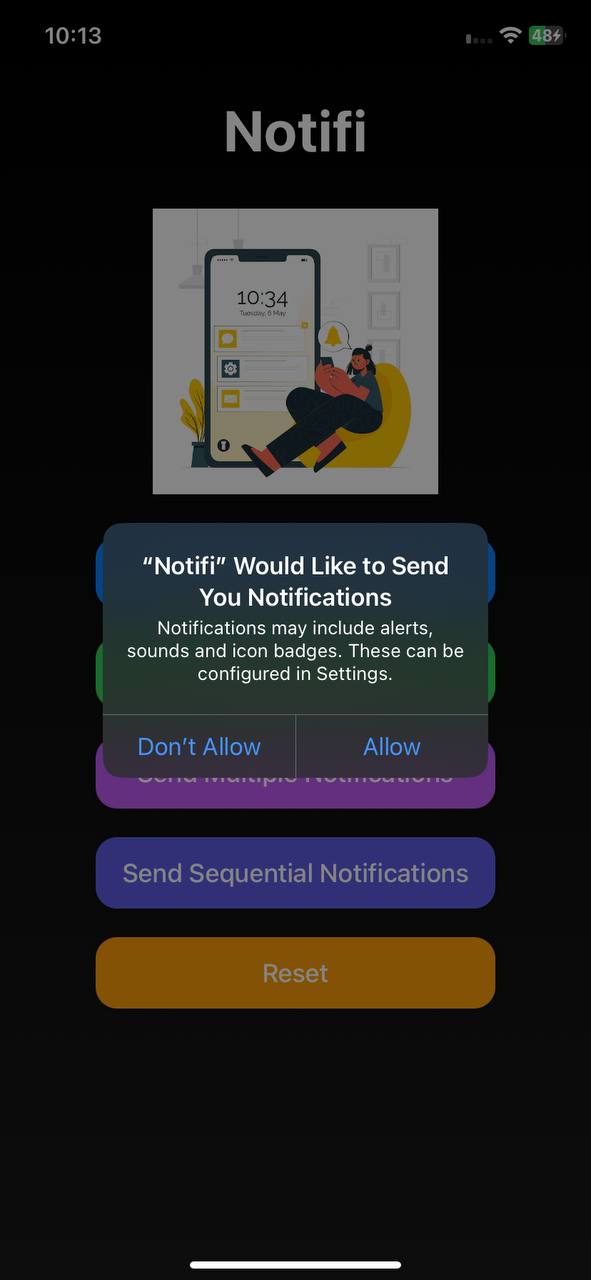 10:13
48
Notifi
10:34
Tuesday, 6 May
“Notifi” Would Like to Send
You Notifications
Notifications may include alerts,
sounds and icon badges. These can be
configured in Settings.
Don’t Allow
Allow
Send Multiple Notifications
Send Sequential Notifications
Reset